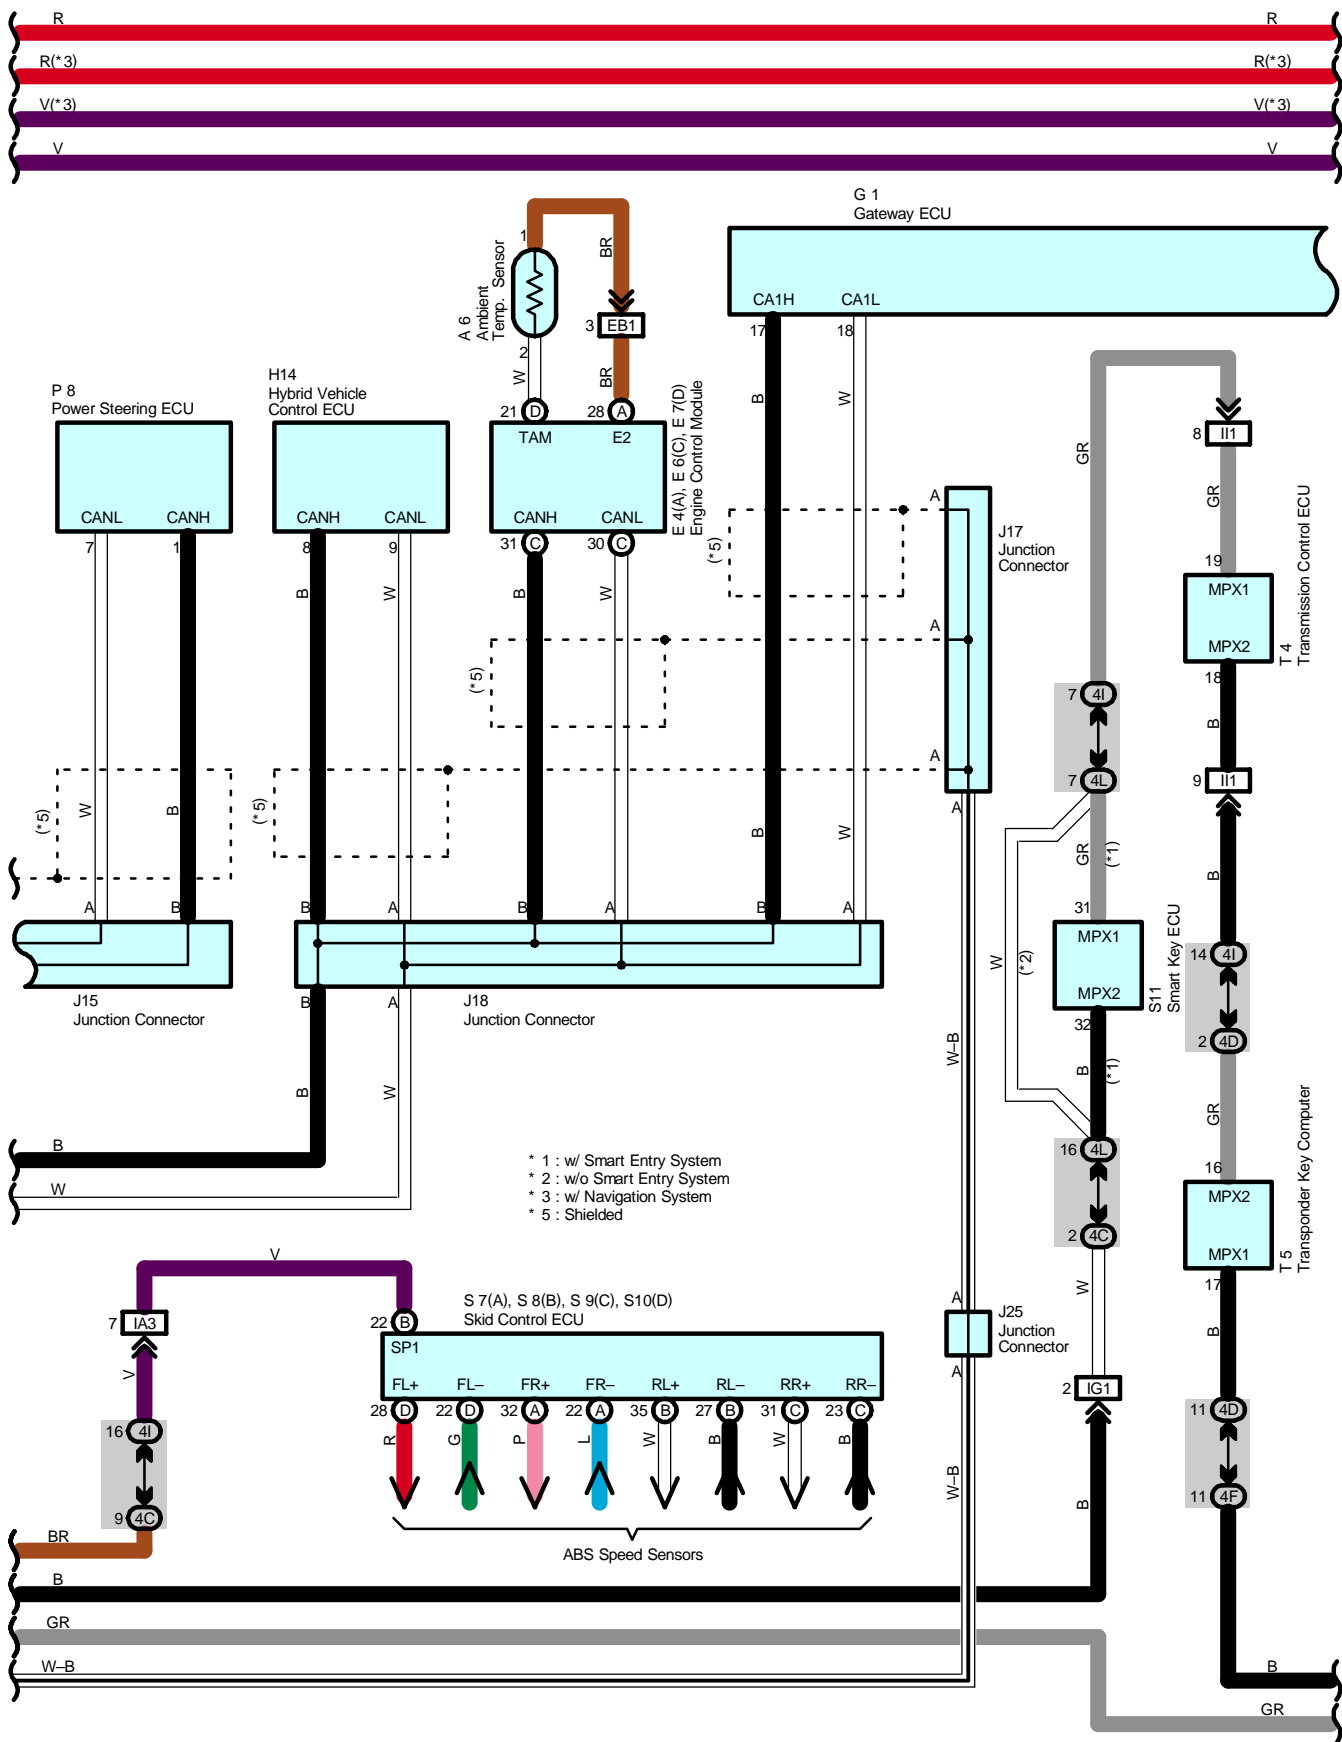 R R
R(*3) R(*3)
V(*3) V(*3)
V V
G 1
Gateway ECU
CA1H CA1L
17 18
B W
A 6
Ambient
Temp. Sensor
1
2
W
BR
3 EB1
BR
21 D 28 A
TAM E2
CANH CANL
31 C 30 C
E 4(A), E 6(C), E 7(D)
Engine Control Module
B W
P 8
Power Steering ECU
CANL CANH
7 1
W B
(*5)
A B
J15
Junction Connector
H14
Hybrid Vehicle
Control ECU
CANH CANL
8 9
B W
(*5)
(*5)
(*5)
B A B A B A
B W
B A
J18
Junction Connector
B W
B
W
A
A
A
J17
Junction
Connector
A
W–B
A
J25
Junction
Connector
A
W–B
GR
8 II1
GR
19
MPX1
MPX2
18
T 4
Transmission Control ECU
B
9 II1
B
14 4I
2 4D
GR
16
MPX2
MPX1
17
T 5
Transponder Key Computer
B
11 4D
11 4F
7 4I
7 4L
GR
(*1)
31
MPX1
MPX2
32
S11
Smart Key ECU
W
(*2)
B
(*1)
16 4L
2 4C
W
2 IG1
B
* 1 : w/ Smart Entry System
* 2 : w/o Smart Entry System
* 3 : w/ Navigation System
* 5 : Shielded
V
7 IA3
V
16 4I
9 4C
S 7(A), S 8(B), S 9(C), S10(D)
Skid Control ECU
22 B
SP1
FL+ FL– FR+ FR– RL+ RL– RR+ RR–
28 D 22 D 32 A 22 A 35 B 27 B 31 C 23 C
R G P L W B W B
ABS Speed Sensors
BR
B
GR
W–B
B
GR